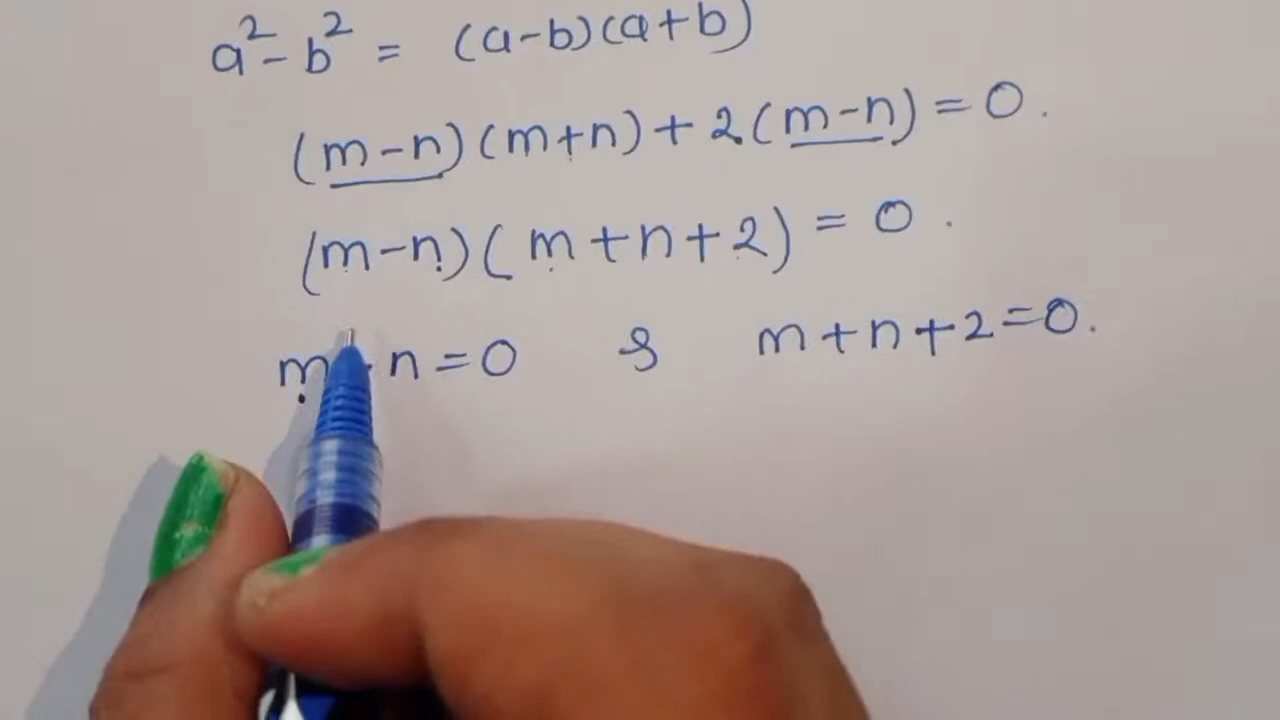 a² - b² = (a-b)(a+b)
(m-n)(m+n)+2(m-n)=0.
(m-n)(m+n+2)=0.
m-n=0 & m+n+2=0.